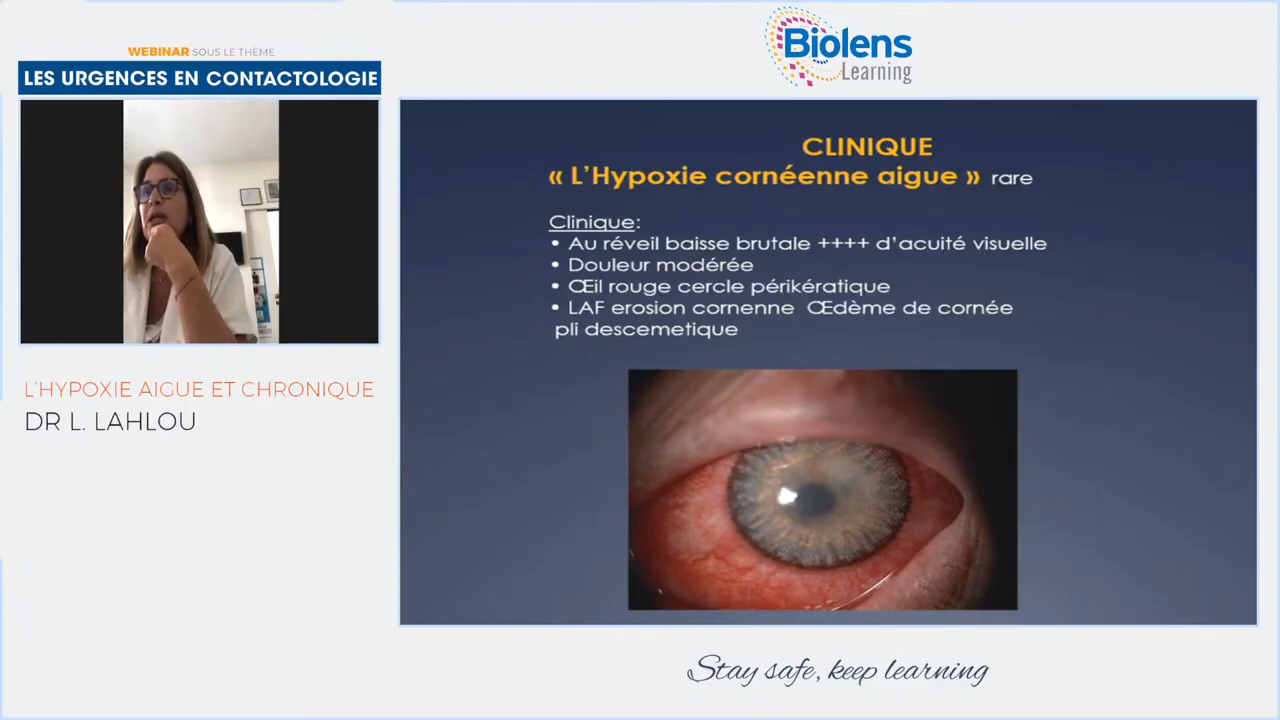 WEBINAR SOUS LE THÈME
LES URGENCES EN CONTACTOLOGIE
Biolens
Learning
CLINIQUE
« L'Hypoxie cornéenne aigue » rare
Clinique:
• Au réveil baisse brutale ++++ d'acuité visuelle
• Douleur modérée
• Œil rouge cercle périkératique
• LAF erosion cornenne Œdème de cornée
pli descemetique
L'HYPOXIE AIGUE ET CHRONIQUE
DR L. LAHLOU
Stay safe, keep learning